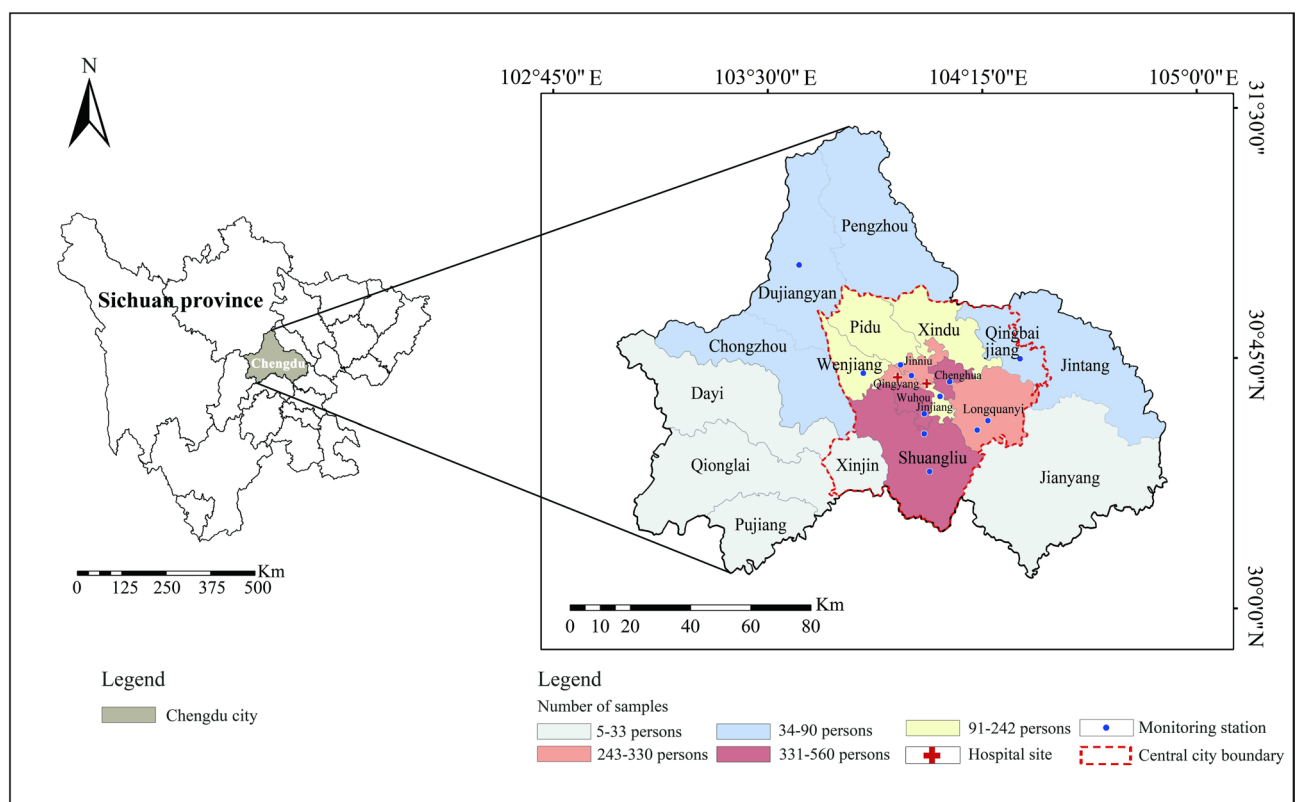 N
102°45'0" E
103°30'0"E
104°15'0"E
105°0'0"E
31°30'0"
30°45'0"N
30°0'0"N
Sichuan province
Chengdu
Pengzhou
Dujiangyan
Pidu
Xindu
Qingbai
jiang
Chongzhou
Wenjiang
Jinniu
Jintang
Qingyang
Chenghua
Dayi
Wuhou
Jinjiang
Longquanyi
Qionglai
Xinjin
Shuangliu
Jianyang
Pujiang
Km
0 125 250 375 500
Km
0 10 20 40 60 80
Legend
Chengdu city
Legend
Number of samples
5-33 persons
34-90 persons
91-242 persons
Monitoring station
243-330 persons
331-560 persons
Hospital site
Central city boundary